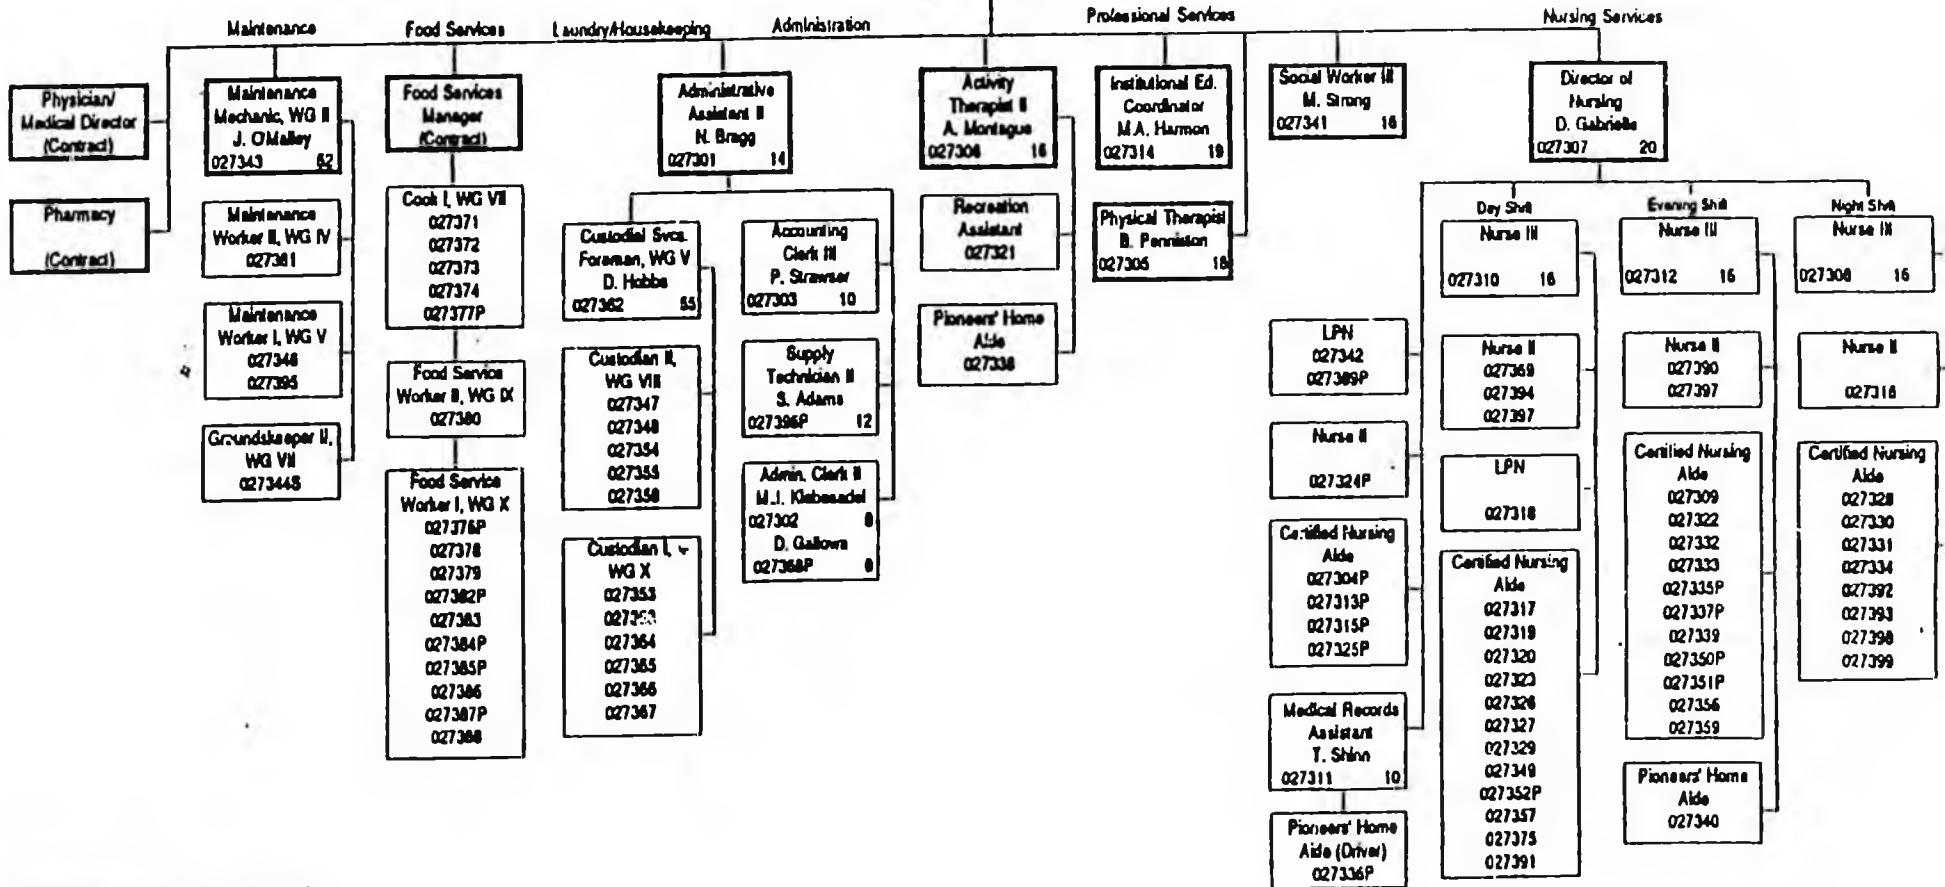 Maintenance
Food Services
Laundry/Housekeeping
Administration
Professional Services
Nursing Services
Physician/
Medical Director
(Contract)
Pharmacy
(Contract)
Maintenance
Mechanic, WG II
J. O'Malley
027343 52
Maintenance
Worker II, WG IV
027381
Maintenance
Worker I, WG V
027346
027395
Groundskeeper II,
WG VII
027344S
Food Services
Manager
(Contract)
Cook I, WG VII
027371
027372
027373
027374
027377P
Food Service
Worker II, WG IX
027380
Food Service
Worker I, WG X
027376P
027378
027379
027382P
027383
027384P
027385P
027386
027387P
027388
Administrative
Assistant II
N. Bragg
027301 14
Custodial Svcs.
Foreman, WG V
D. Hobbs
027362 55
Custodian II,
WG VIII
027347
027348
027354
027355
027358
Custodian I,
WG X
027353
027364
027365
027366
027367
Accounting
Clerk III
P. Strawser
027303 10
Supply
Technician II
S. Adams
027396P 12
Admin. Clerk II
M.J. Klebesadel
027302 8
D. Gallown
027368P 8
Activity
Therapist II
A. Montague
027306 16
Recreation
Assistant
027321
Pioneers' Home
Aide
027338
Institutional Ed.
Coordinator
M.A. Harmon
027314 19
Physical Therapist
B. Penniston
027305 18
Social Worker III
M. Strong
027341 16
Director of
Nursing
D. Gabrielle
027307 20
LPN
027342
027389P
Nurse II
027324P
Certified Nursing
Aide
027304P
027313P
027315P
027325P
Medical Records
Assistant
T. Shinn
027311 10
Pioneers' Home
Aide (Driver)
027336P
Day Shift
Nurse III
027310 16
Nurse II
027369
027394
027397
LPN
027318
Certified Nursing
Aide
027317
027319
027320
027323
027326
027327
027329
027349
027352P
027357
027375
027391
Evening Shift
Nurse III
027312 16
Nurse II
027390
027397
Certified Nursing
Aide
027309
027322
027332
027333
027335P
027337P
027339
027350P
027351P
027356
027359
Pioneers' Home
Aide
027340
Night Shift
Nurse III
027308 16
Nurse II
027316
Certified Nursing
Aide
027328
027330
027331
027334
027392
027393
027398
027399